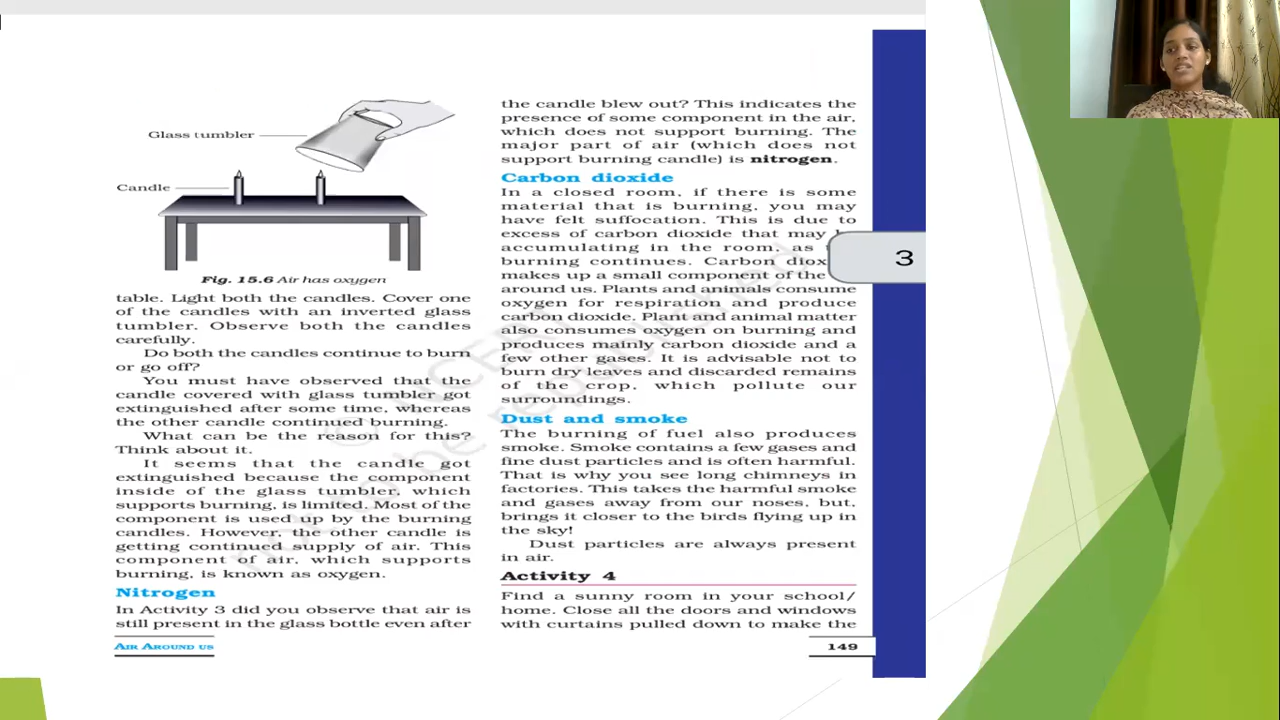 Glass tumbler
Candle
Fig. 15.6 Air has oxygen
table. Light both the candles. Cover one
of the candles with an inverted glass
tumbler. Observe both the candles
carefully.
Do both the candles continue to burn
or go off?
You must have observed that the
candle covered with glass tumbler got
extinguished after some time, whereas
the other candle continued burning.
What can be the reason for this?
Think about it.
It seems that the candle got
extinguished because the component
inside of the glass tumbler, which
supports burning, is limited. Most of the
component is used up by the burning
candles. However, the other candle is
getting continued supply of air. This
component of air, which supports
burning, is known as oxygen.
Nitrogen
In Activity 3 did you observe that air is
still present in the glass bottle even after
AIR AROUND US
the candle blew out? This indicates the
presence of some component in the air,
which does not support burning. The
major part of air (which does not
support burning candle) is nitrogen.
Carbon dioxide
In a closed room, if there is some
material that is burning, you may
have felt suffocation. This is due to
excess of carbon dioxide that may
accumulating in the room, as
burning continues. Carbon
makes up a small component of the
around us. Plants and animals consume
oxygen for respiration and produce
carbon dioxide. Plant and animal matter
also consumes oxygen on burning and
produces mainly carbon dioxide and a
few other gases. It is advisable not to
burn dry leaves and discarded remains
of the crop, which pollute our
surroundings.
Dust and smoke
The burning of fuel also produces
smoke. Smoke contains a few gases and
fine dust particles and is often harmful.
That is why you see long chimneys in
factories. This takes the harmful smoke
and gases away from our noses, but,
brings it closer to the birds flying up in
the sky!
Dust particles are always present
in air.
Activity 4
Find a sunny room in your school/
home. Close all the doors and windows
with curtains pulled down to make the
149
3